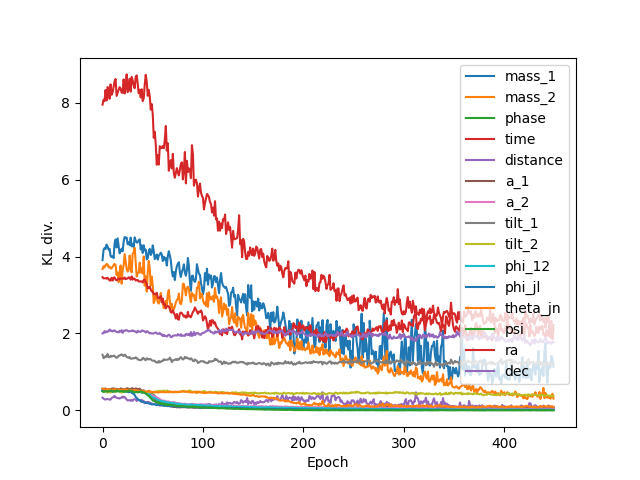 KL div.
8
6
4
2
0
0
100
200
300
400
Epoch
mass_1
mass_2
phase
time
distance
a_1
a_2
tilt_1
tilt_2
phi_12
phi_jl
theta_jn
psi
ra
dec